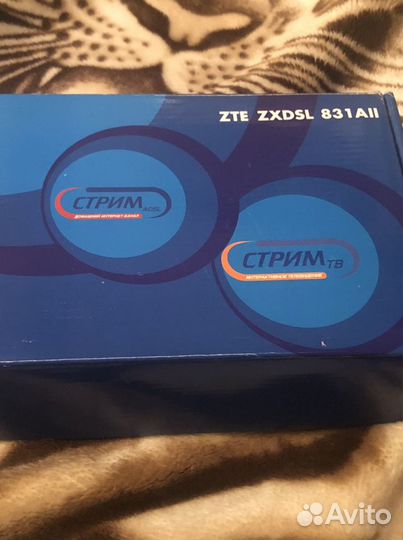 ZTE ZXDSL 831AII
СТРИМ ADSL
ДОМАШНИЙ ИНТЕРНЕТ-КАНАЛ
СТРИМ ТВ
ИНТЕРАКТИВНОЕ ТЕЛЕВИДЕНИЕ
Avito